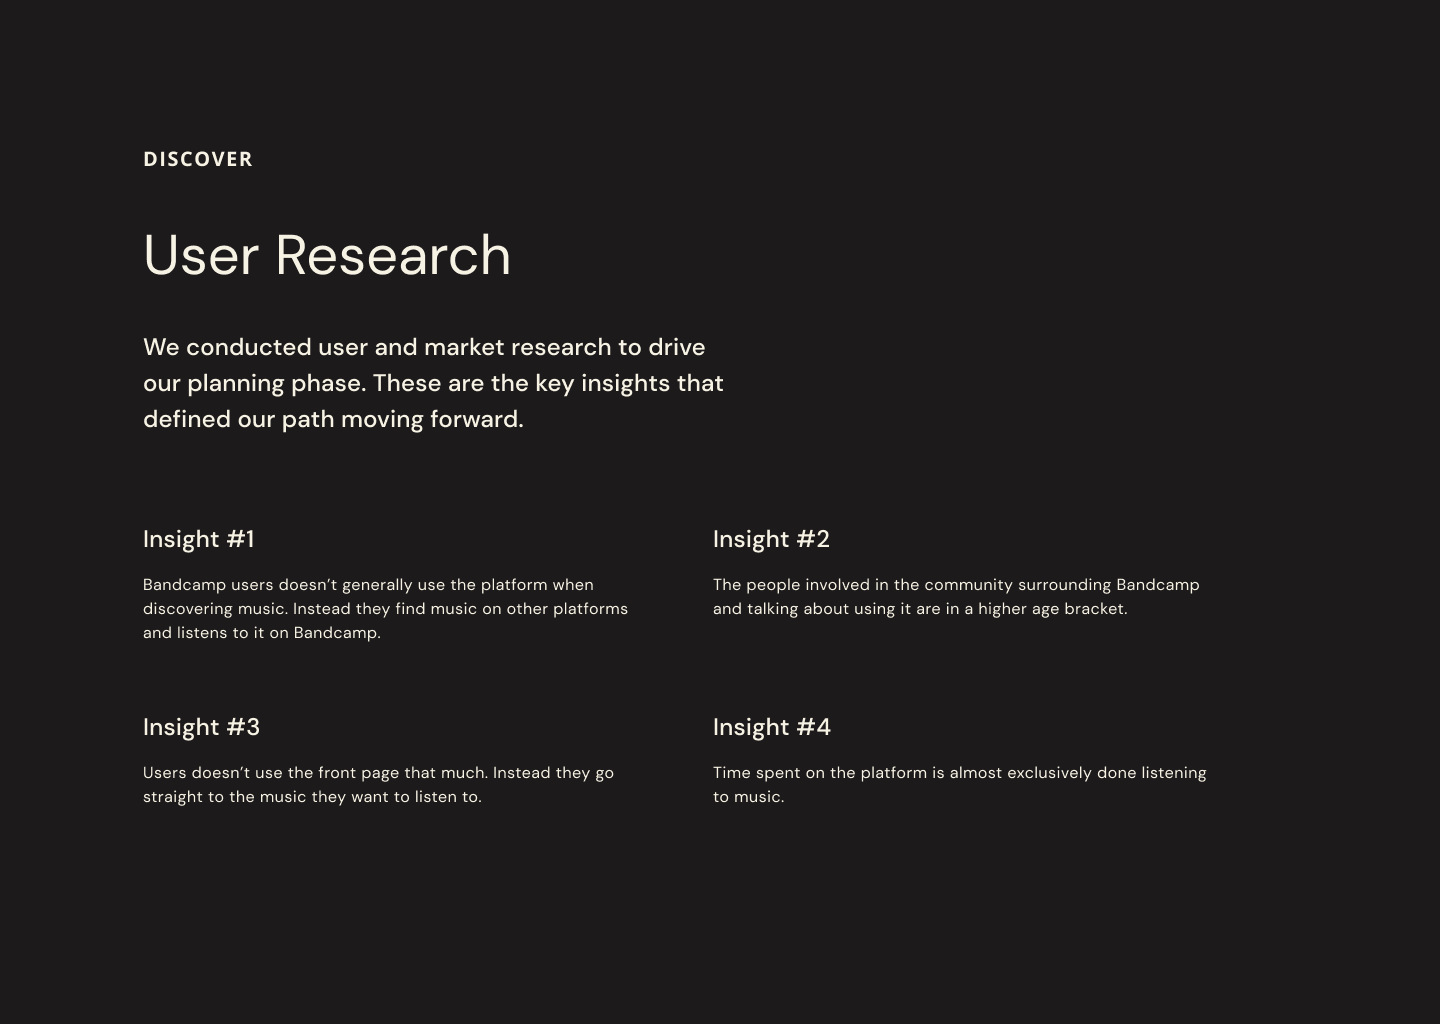 DISCOVER
User Research
We conducted user and market research to drive
our planning phase. These are the key insights that
defined our path moving forward.
Insight #1
Bandcamp users doesn’t generally use the platform when
discovering music. Instead they find music on other platforms
and listens to it on Bandcamp.
Insight #2
The people involved in the community surrounding Bandcamp
and talking about using it are in a higher age bracket.
Insight #3
Users doesn’t use the front page that much. Instead they go
straight to the music they want to listen to.
Insight #4
Time spent on the platform is almost exclusively done listening
to music.